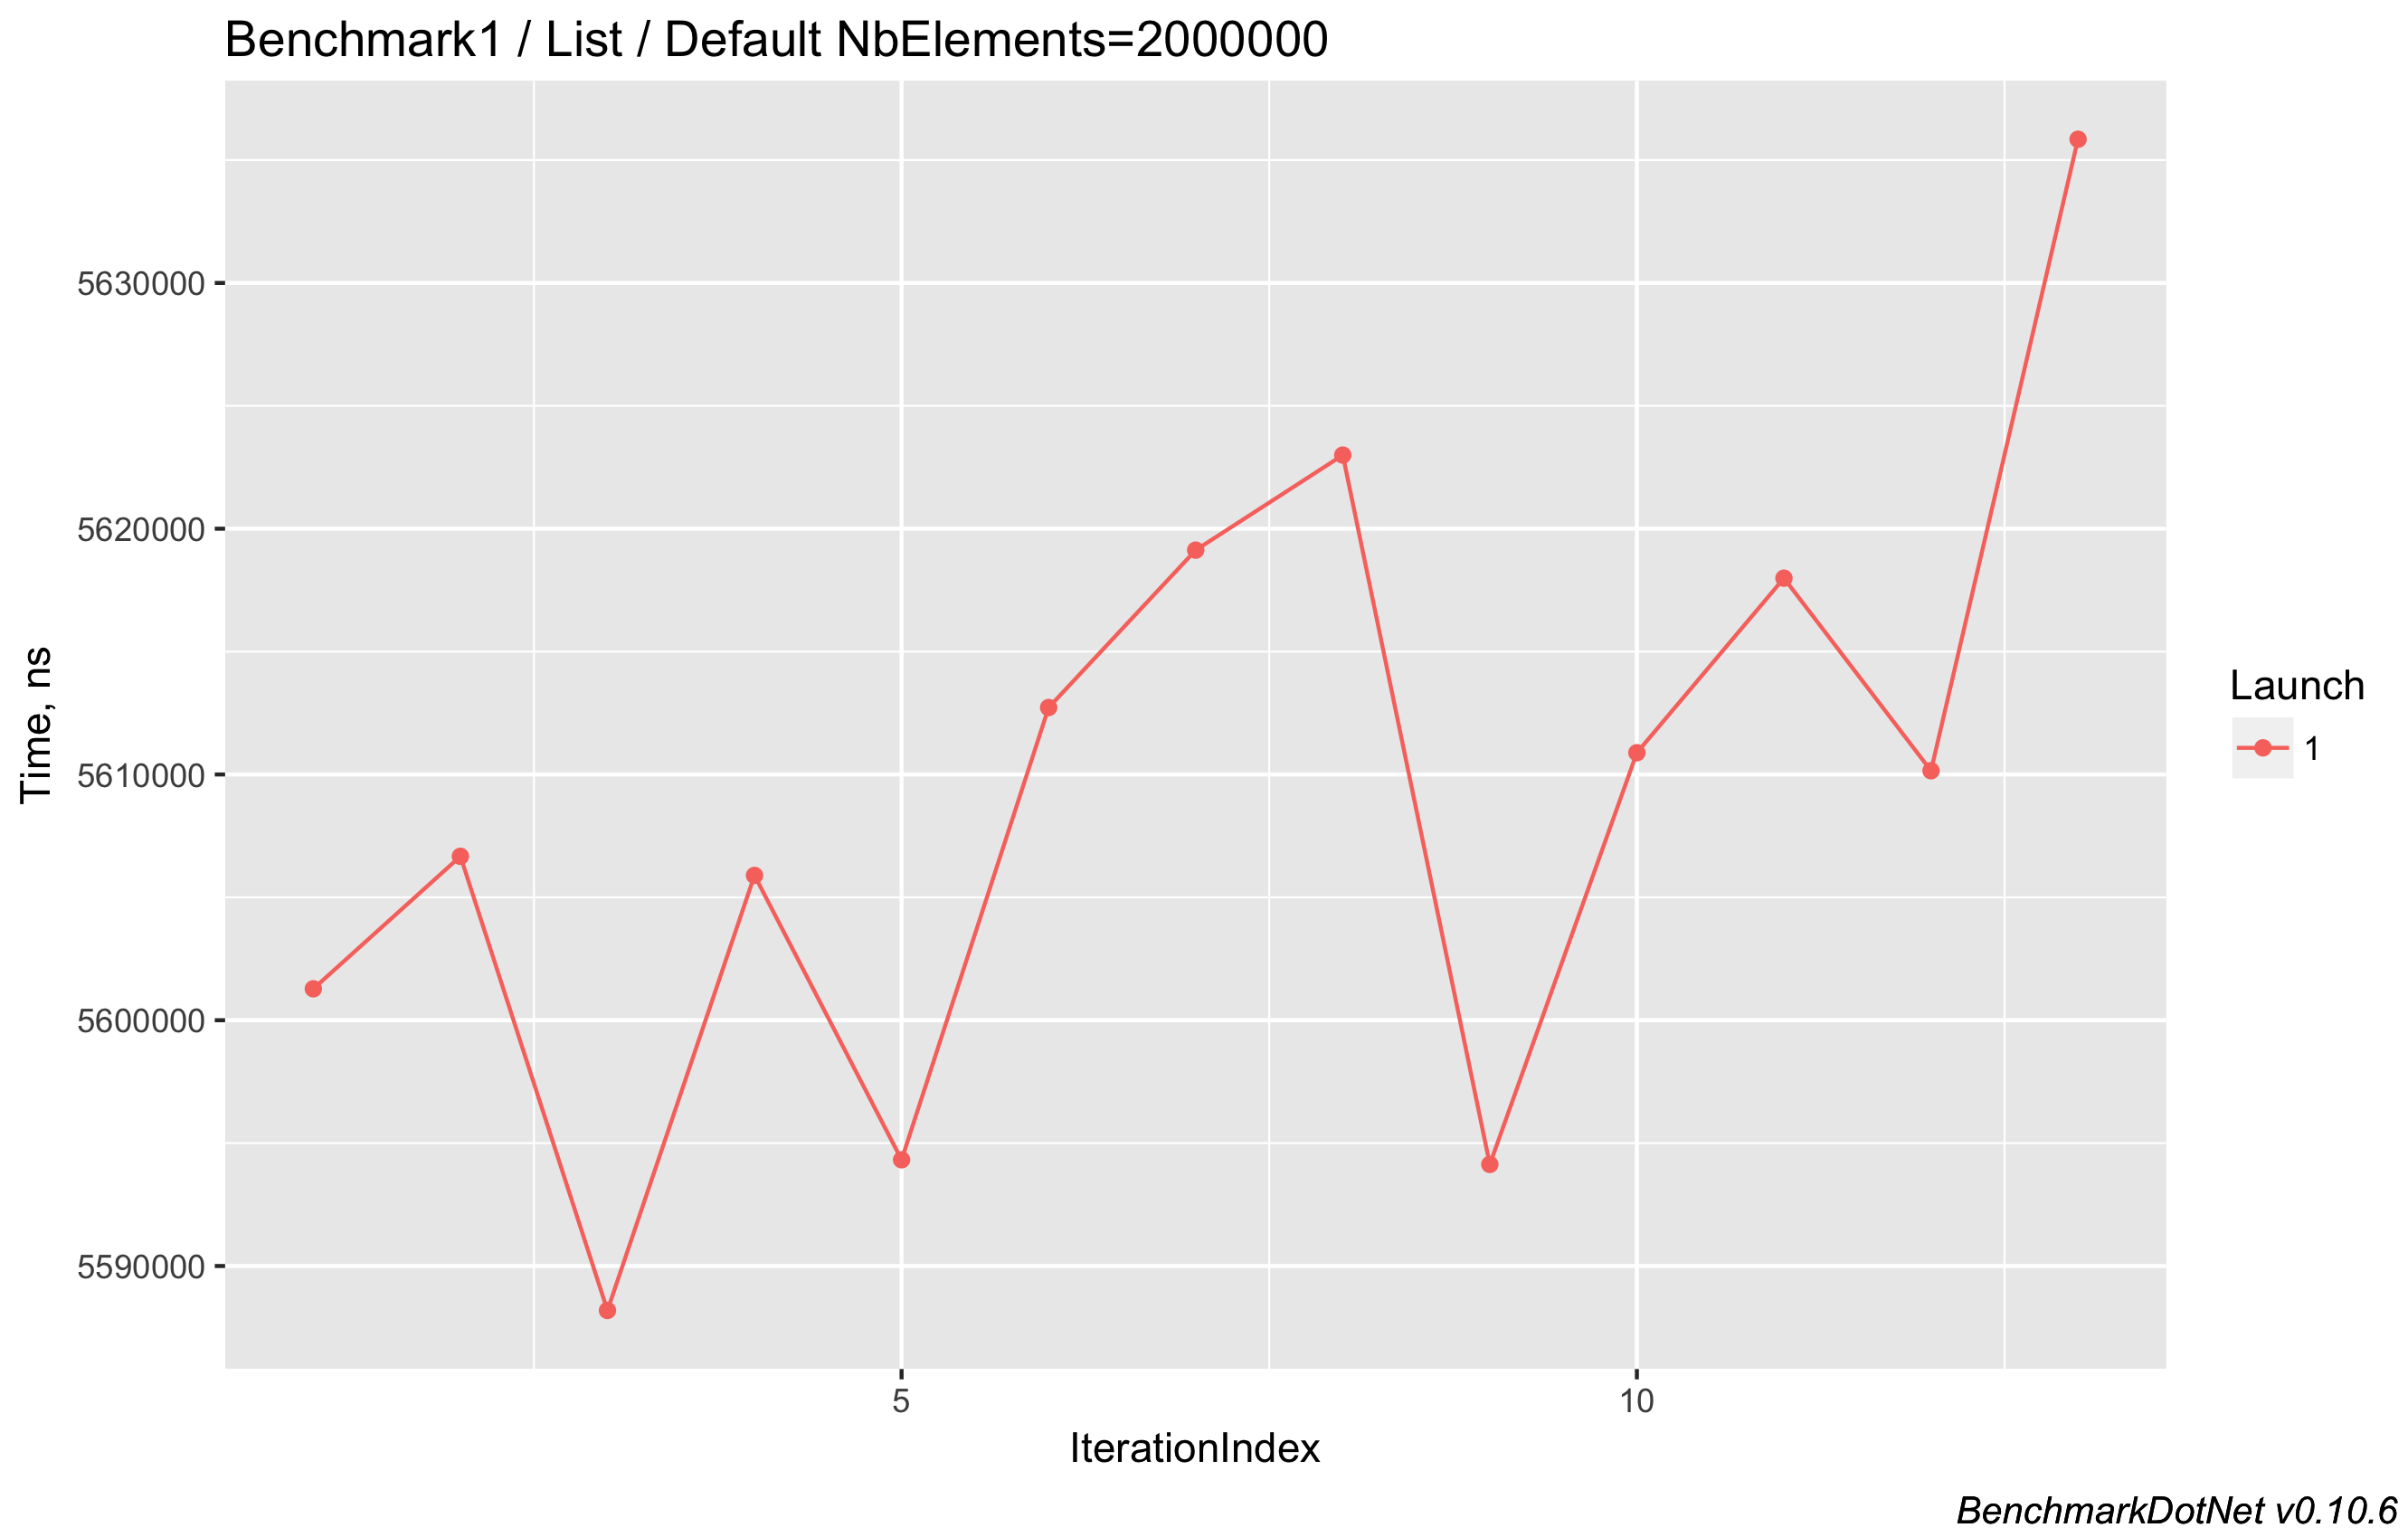 Benchmark1 / List / Default NbElements=2000000
5630000
5620000
5610000
5600000
5590000
Time, ns
5
10
IterationIndex
Launch
1
BenchmarkDotNet v0.10.6